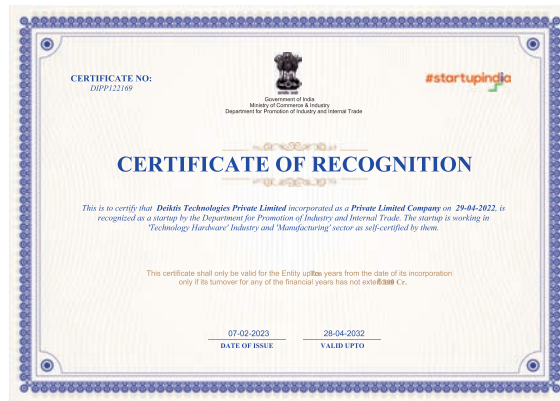 CERTIFICATE NO:
DIPP122169
#startupindia
Government of India
Ministry of Commerce & Industry
Department for Promotion of Industry and Internal Trade
CERTIFICATE OF RECOGNITION
This is to certify that Deiktis Technologies Private Limited incorporated as a Private Limited Company on 29-04-2022, is
recognized as a startup by the Department for Promotion of Industry and Internal Trade. The startup is working in
'Technology Hardware' Industry and 'Manufacturing' sector as self-certified by them.
This certificate shall only be valid for the Entity upto years from the date of its incorporation
only if its turnover for any of the financial years has not Cr.
07-02-2023
28-04-2032
DATE OF ISSUE
VALID UPTO